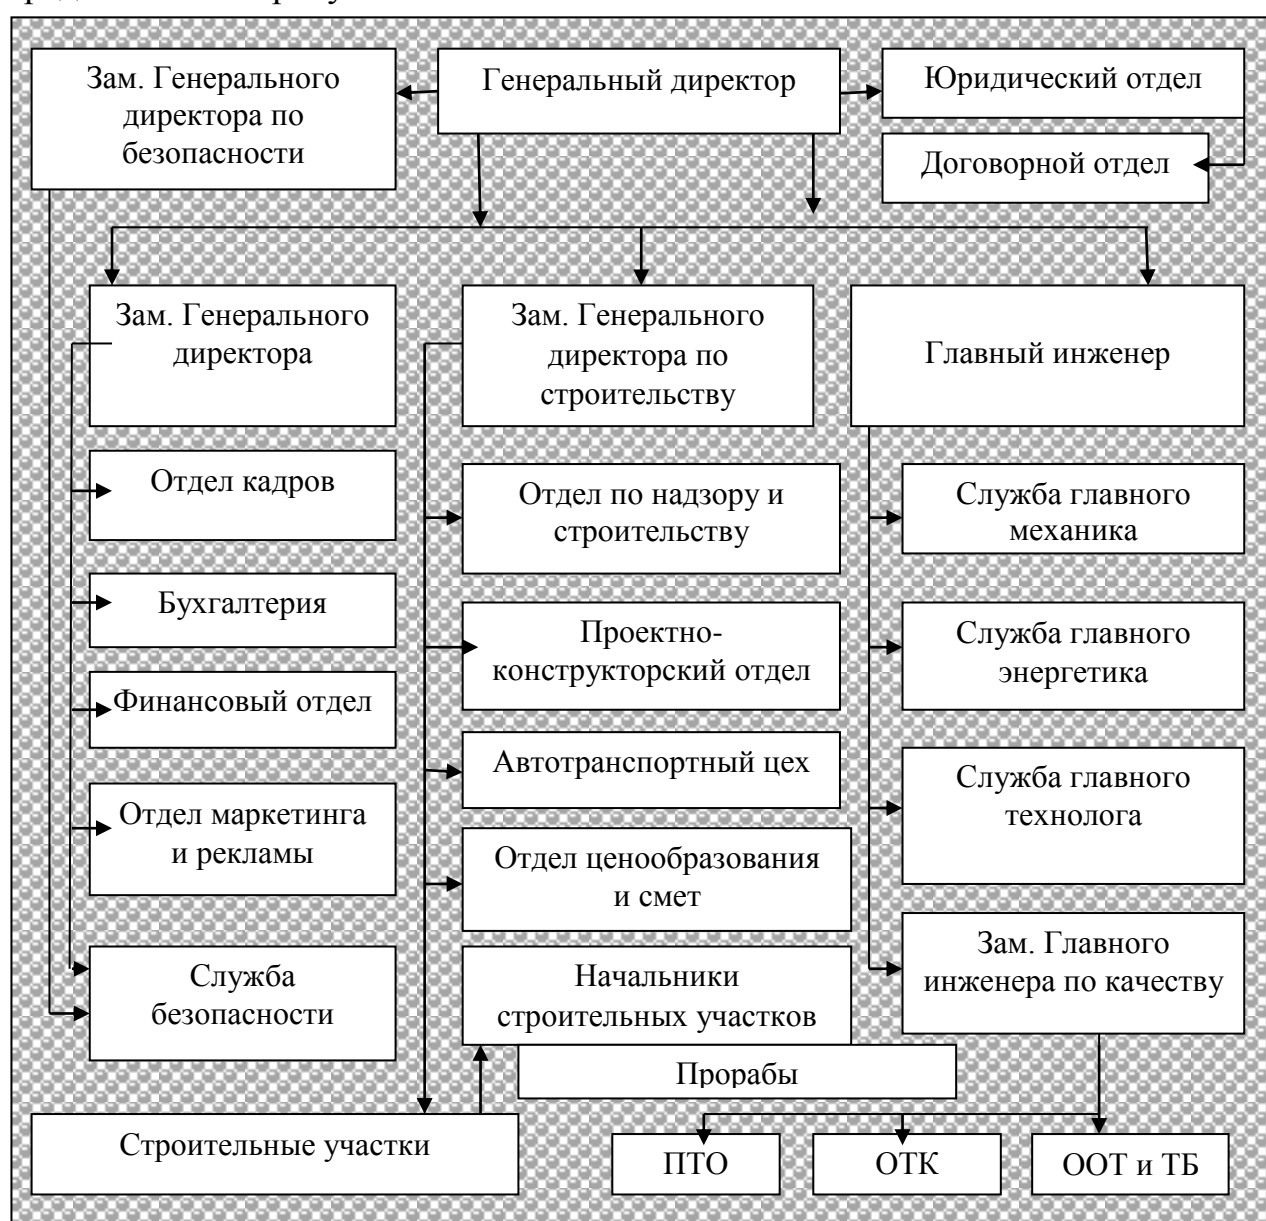 Зам. Генерального
директора по
безопасности
Генеральный директор
Юридический отдел
Договорной отдел
Зам. Генерального
директора
Зам. Генерального
директора по
строительству
Главный инженер
Отдел кадров
Бухгалтерия
Финансовый отдел
Отдел маркетинга
и рекламы
Служба
безопасности
Отдел по надзору и
строительству
Проектно-
конструкторский отдел
Автотранспортный цех
Отдел ценообразования
и смет
Начальники
строительных участков
Прорабы
Строительные участки
Служба главного
механика
Служба главного
энергетика
Служба главного
технолога
Зам. Главного
инженера по качеству
ПТО
ОТК
ООТ и ТБ